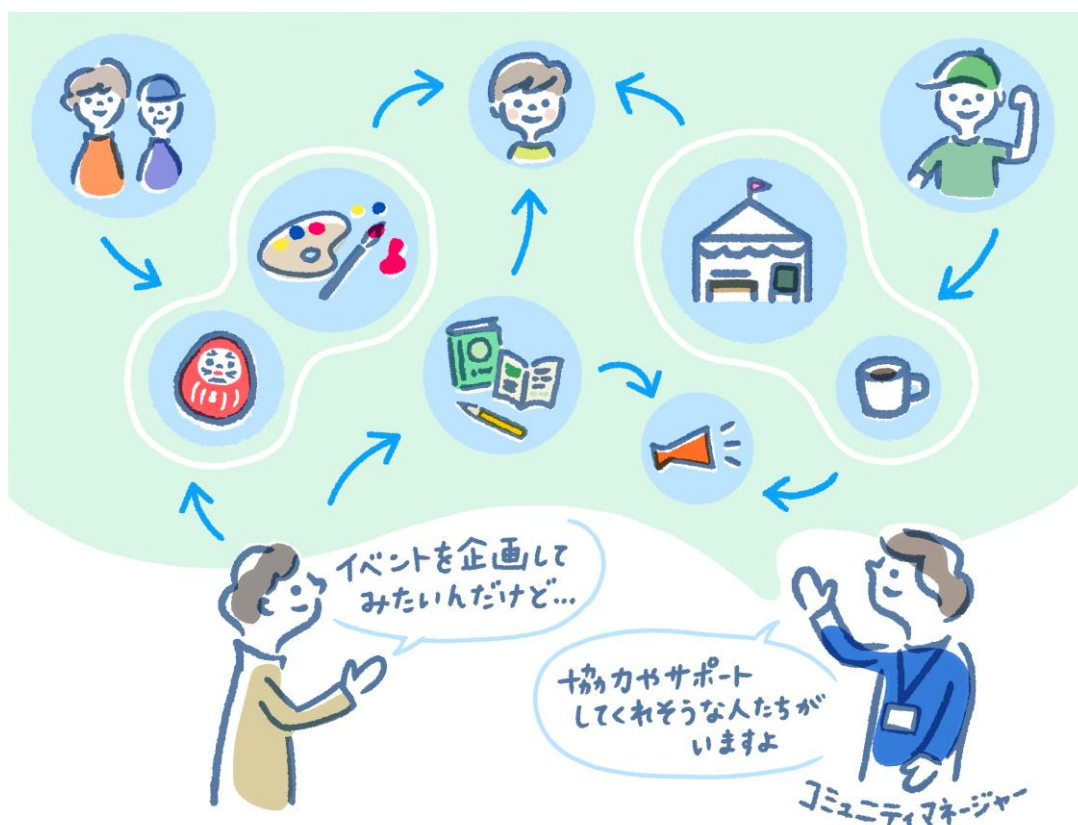 イベントを企画して
みたいんだけど...
協力やサポート
してくれそうな人たちが
いますよ
コミュニティマネージャー